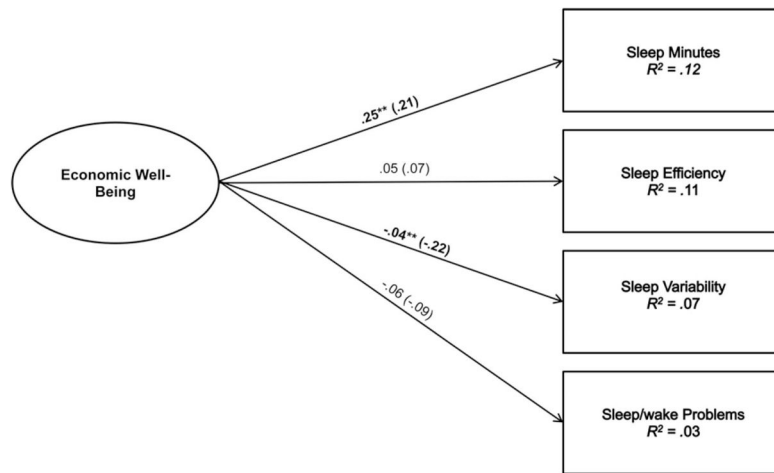 Sleep Minutes
R² = .12
.25** (.21)
Economic Well-
Being
.05 (.07)
Sleep Efficiency
R² = .11
-.04** (-.22)
Sleep Variability
R² = .07
-.06 (-.09)
Sleep/wake Problems
R² = .03